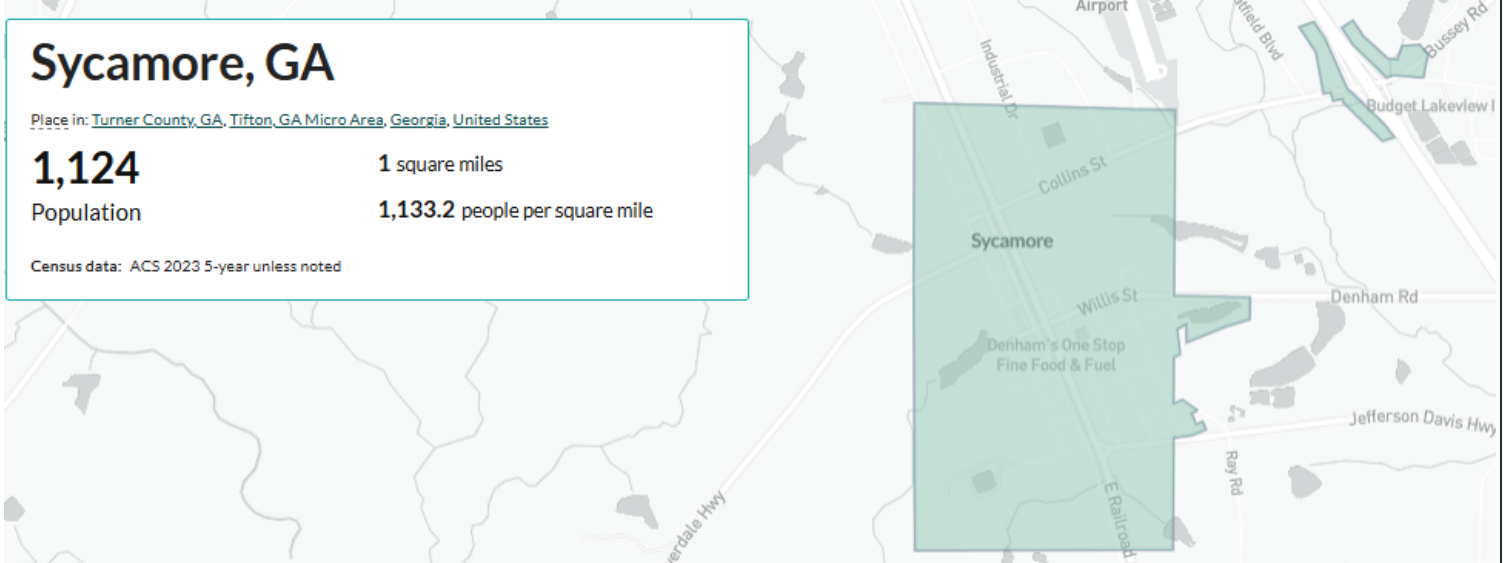 Sycamore, GA
Place in: Turner County, GA, Tifton, GA Micro Area, Georgia, United States
1,124
Population
1 square miles
1,133.2 people per square mile
Census data: ACS 2023 5-year unless noted
Airport
Industrial Dr
Bussey Rd
Budget Lakeview
Collins St
Sycamore
Willis St
Denham Rd
Denham's One Stop
Fine Food & Fuel
Jefferson Davis Hwy
Ray Rd
E Railroad